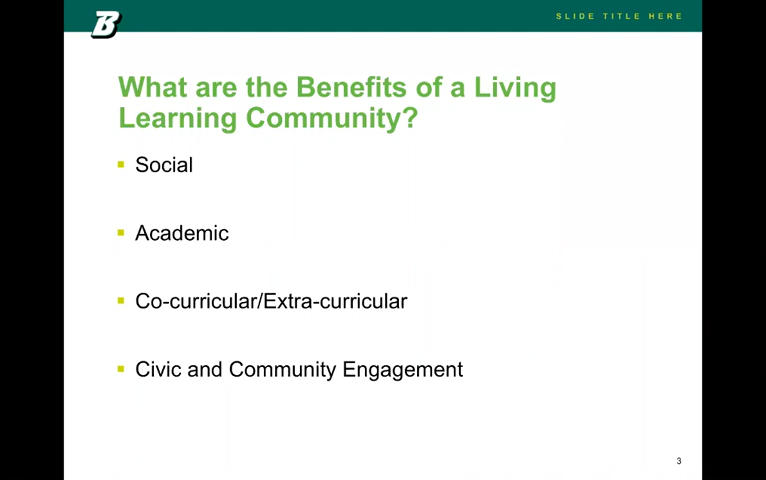 B
SLIDE TITLE HERE
What are the Benefits of a Living
Learning Community?
Social
Academic
Co-curricular/Extra-curricular
Civic and Community Engagement
3